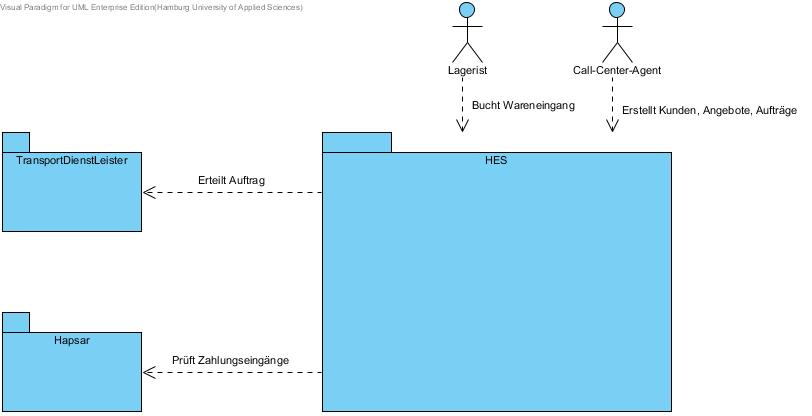 Visual Paradigm for UML Enterprise Edition(Hamburg University of Applied Sciences)
Lagerist
Call-Center-Agent
Bucht Wareneingang
Erstellt Kunden, Angebote, Aufträge
TransportDienstLeister
HES
Erteilt Auftrag
Hapsar
Prüft Zahlungseingänge